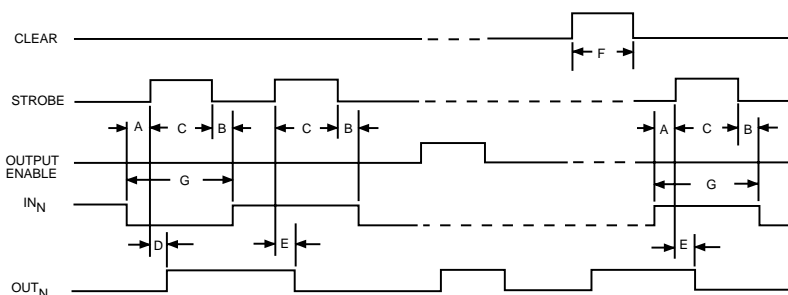 CLEAR
F
STROBE
A C B C B A C B
OUTPUT
ENABLE
G G
IN_N
D E E
OUT_N